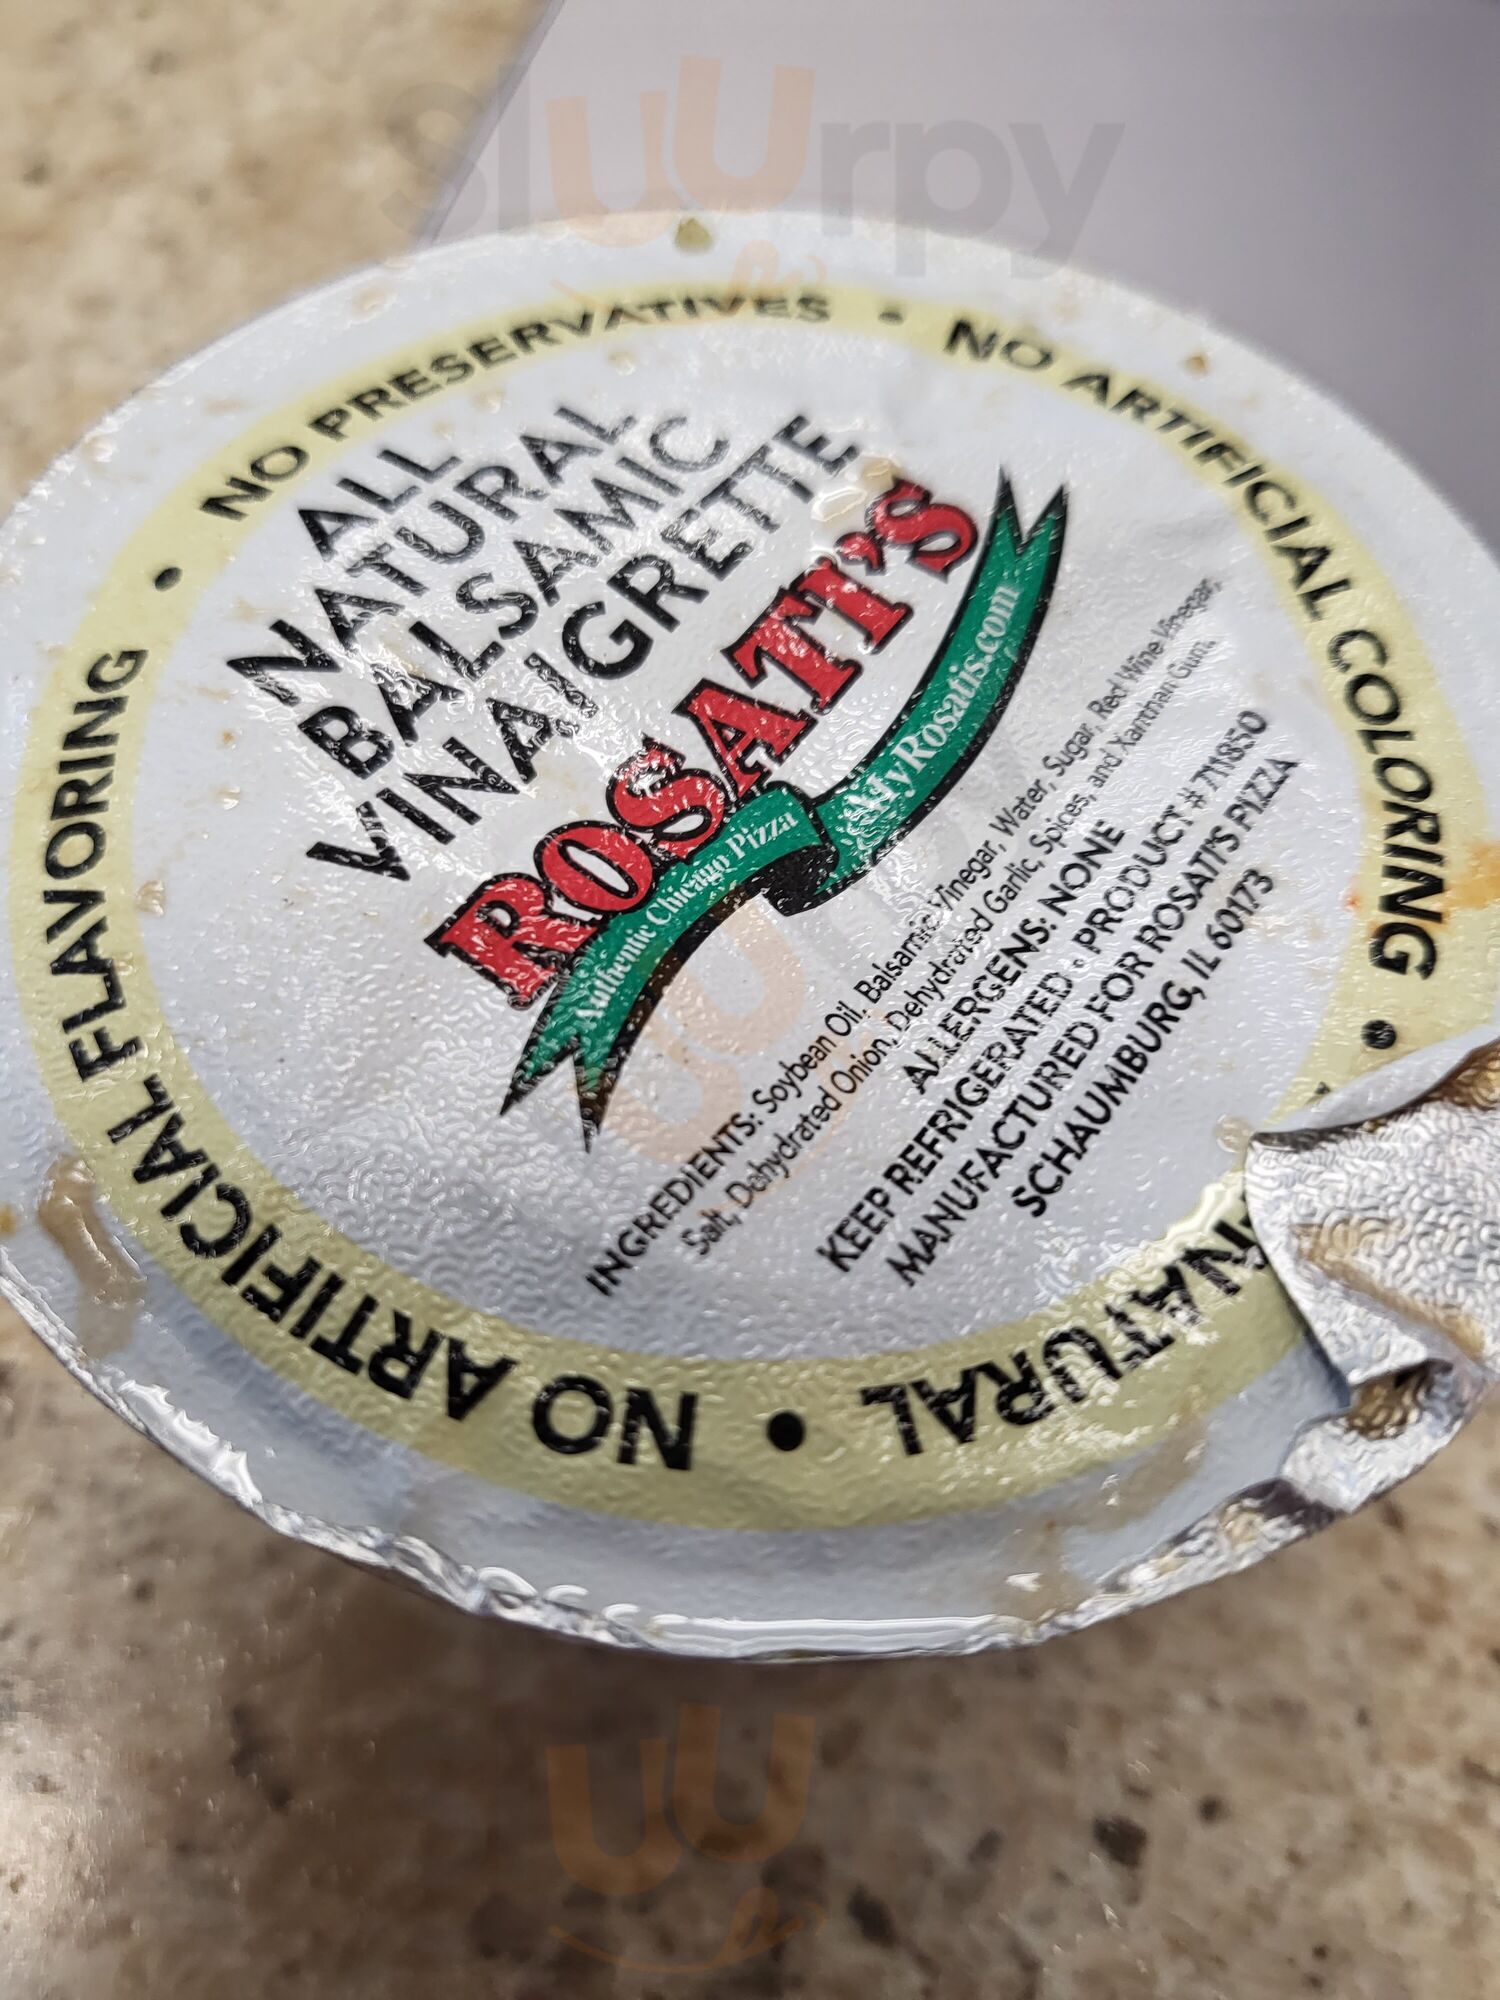 Sluurpy
• NO PRESERVATIVES • NO ARTIFICIAL COLORING •
NATURAL • NO ARTIFICIAL FLAVORING
ALL
NATURAL
BALSAMIC
VINAIGRETTE
ROSATI'S
Authentic Chicago Pizza MyRosatis.com
INGREDIENTS: Soybean Oil, Balsamic Vinegar, Water, Sugar, Red Wine Vinegar,
Salt, Dehydrated Onion, Dehydrated Garlic, Spices, and Xanthan Gum.
ALLERGENS: NONE
KEEP REFRIGERATED • PRODUCT # 711850
MANUFACTURED FOR ROSATI'S PIZZA
SCHAUMBURG, IL 60173